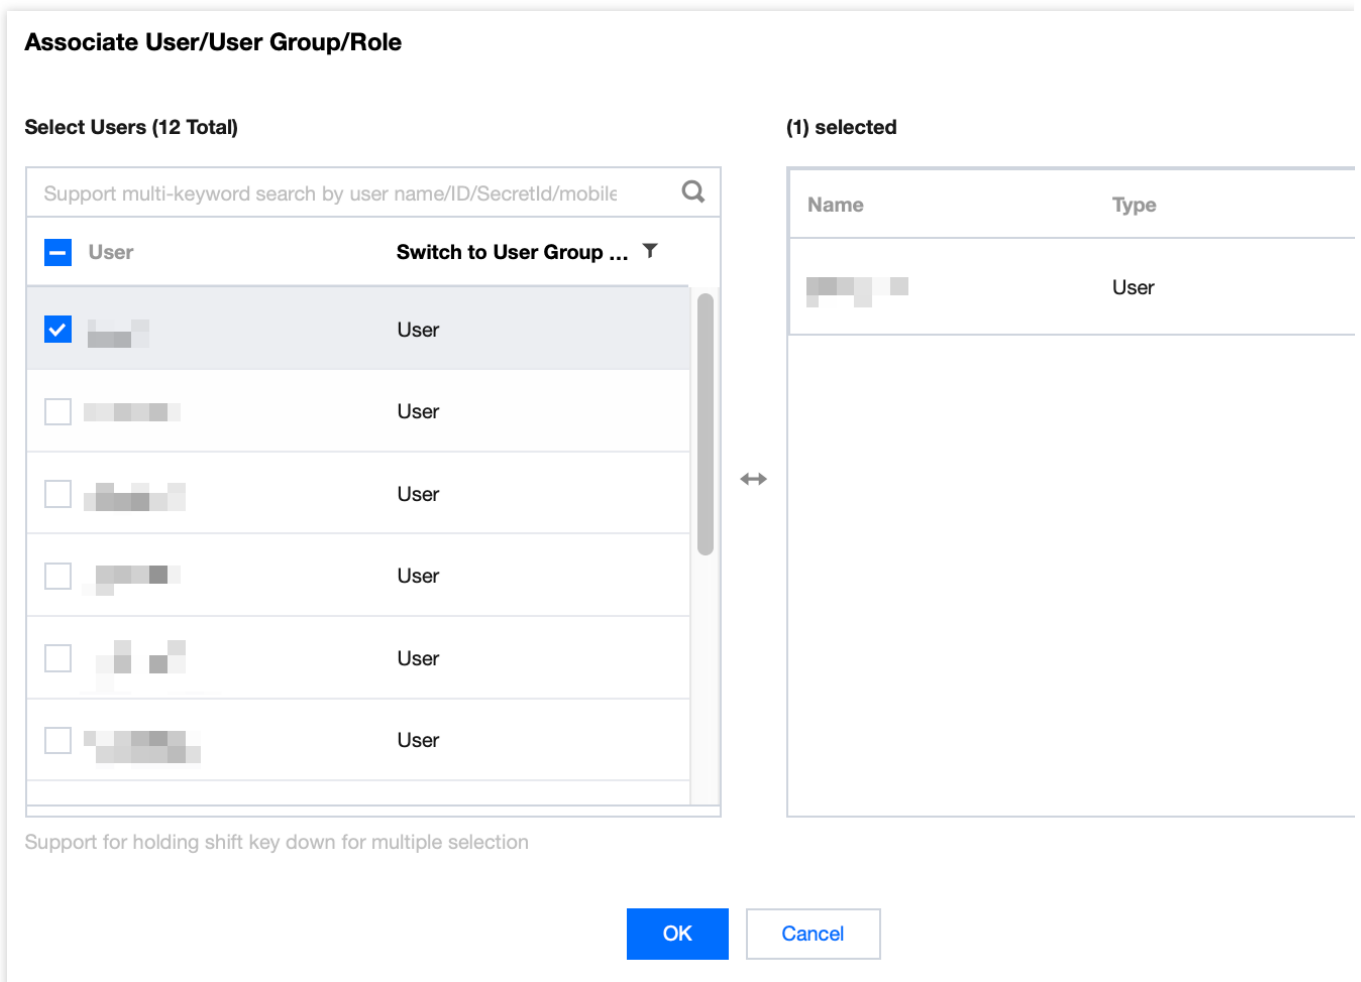 Associate User/User Group/Role
Select Users (12 Total)
(1) selected
Support multi-keyword search by user name/ID/SecretId/mobile
User
Switch to User Group ...
Name
Type
User
User
User
User
User
User
User
Support for holding shift key down for multiple selection
OK
Cancel